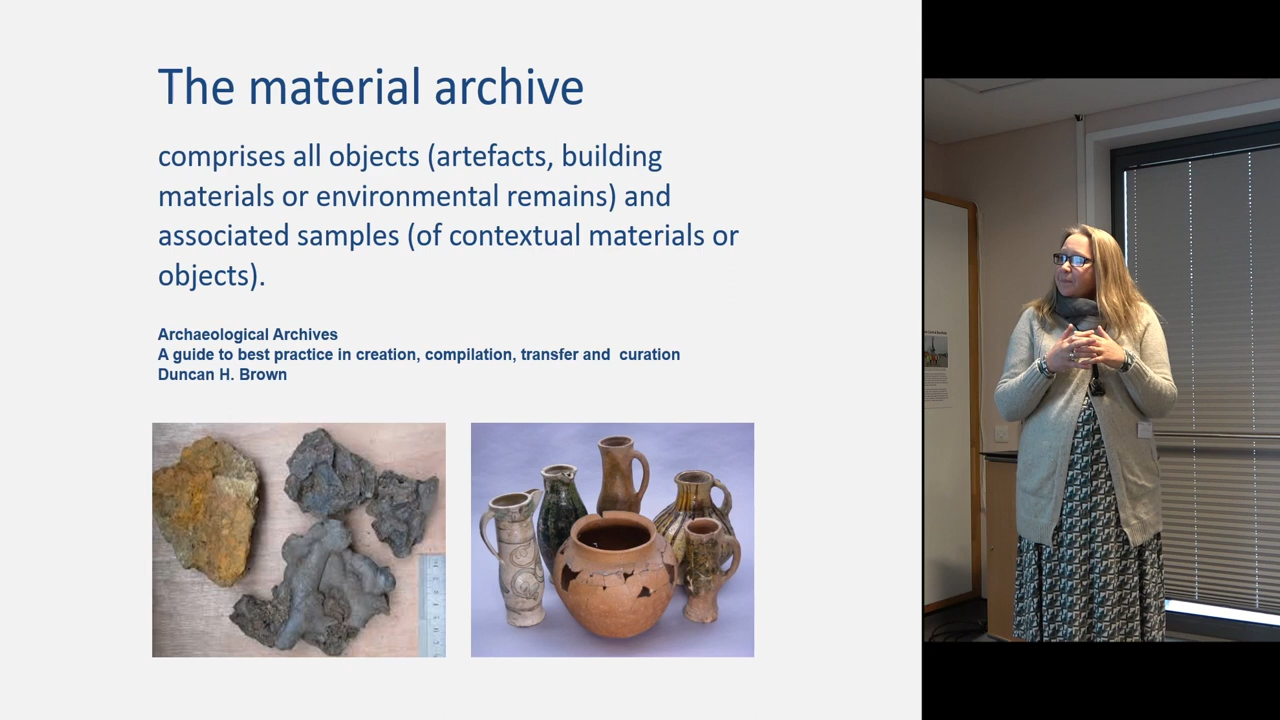 The material archive
comprises all objects (artefacts, building
materials or environmental remains) and
associated samples (of contextual materials or
objects).
Archaeological Archives
A guide to best practice in creation, compilation, transfer and  curation
Duncan H. Brown